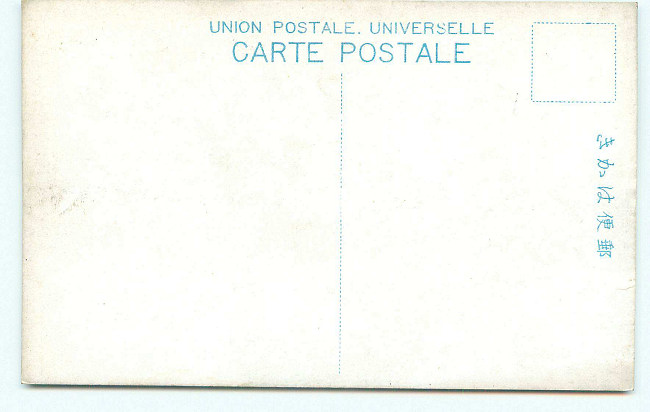 UNION POSTALE. UNIVERSELLE
CARTE POSTALE
郵便はかき